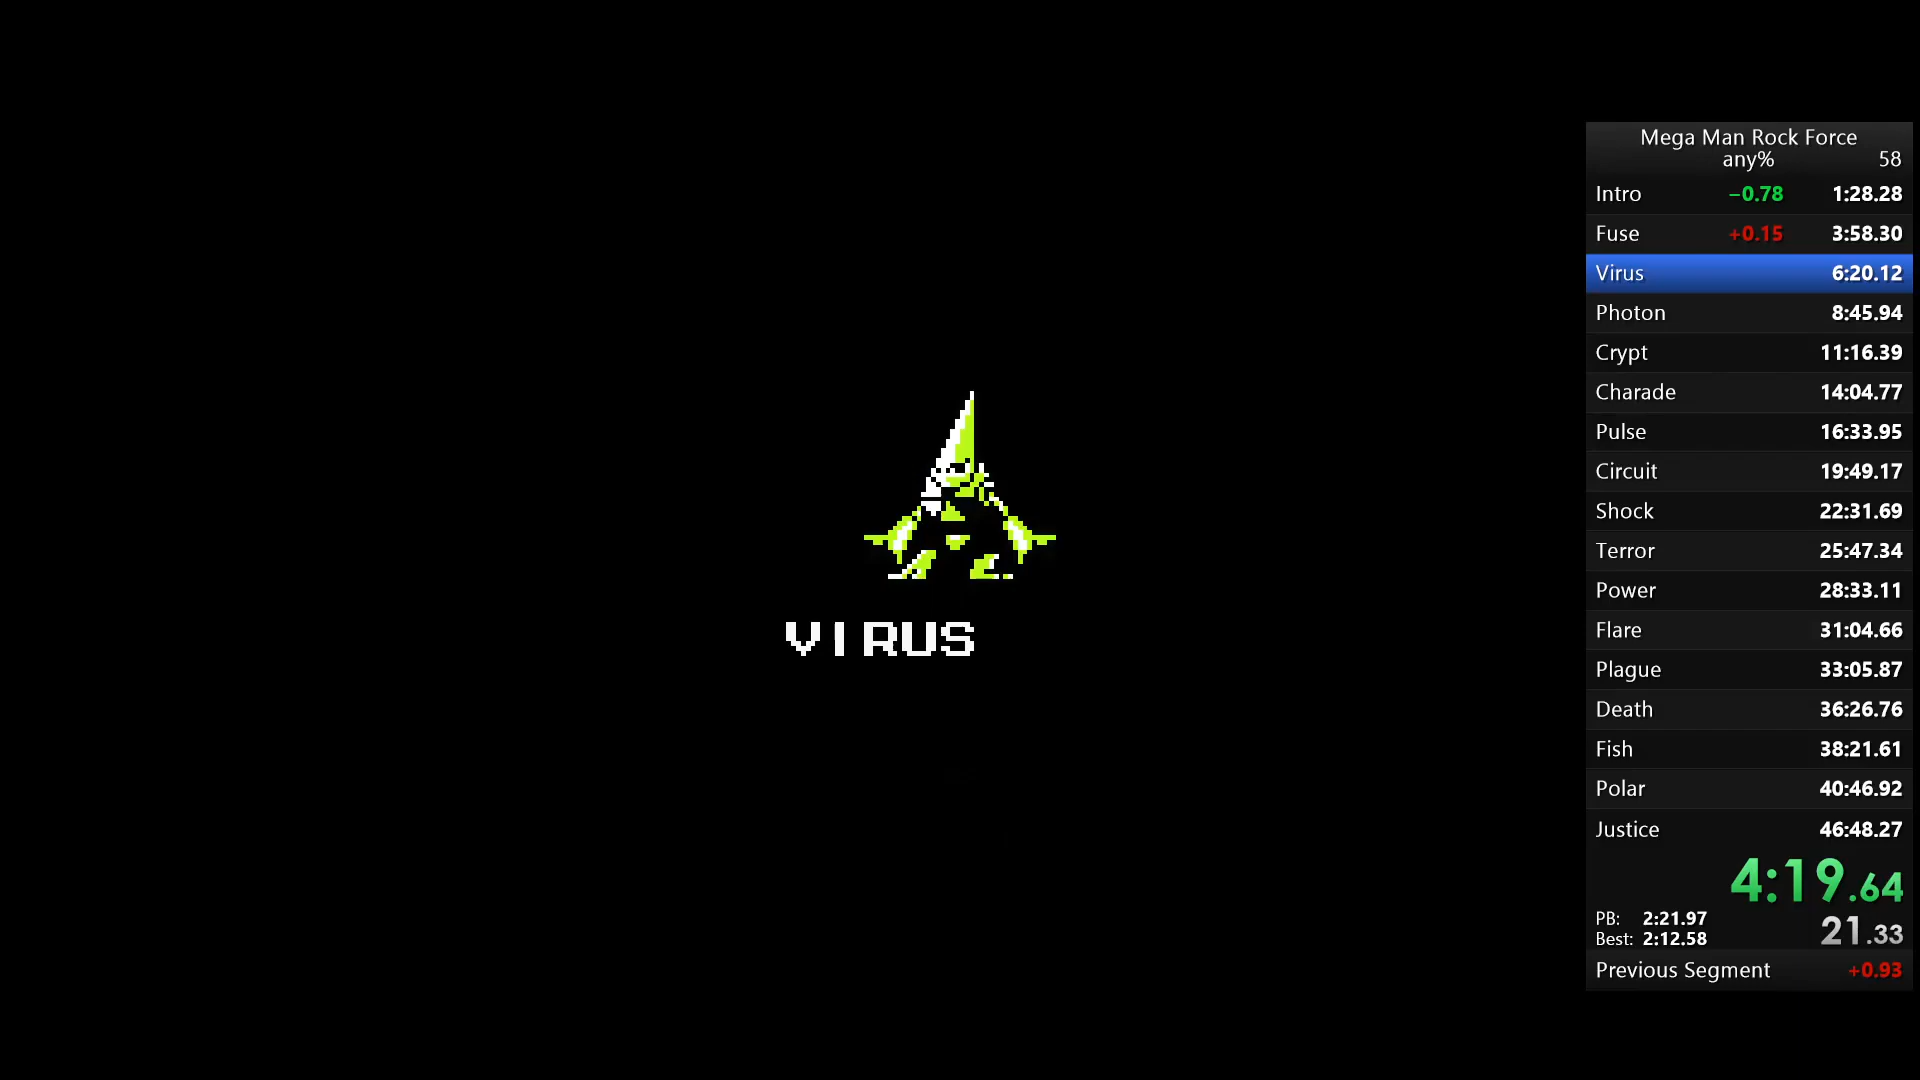 VIRUS
Mega Man Rock Force
any% 58
Intro −0.78 1:28.28
Fuse +0.15 3:58.30
Virus 6:20.12
Photon 8:45.94
Crypt 11:16.39
Charade 14:04.77
Pulse 16:33.95
Circuit 19:49.17
Shock 22:31.69
Terror 25:47.34
Power 28:33.11
Flare 31:04.66
Plague 33:05.87
Death 36:26.76
Fish 38:21.61
Polar 40:46.92
Justice 46:48.27
4:19.64
PB: 2:21.97
Best: 2:12.58
21.33
Previous Segment +0.93